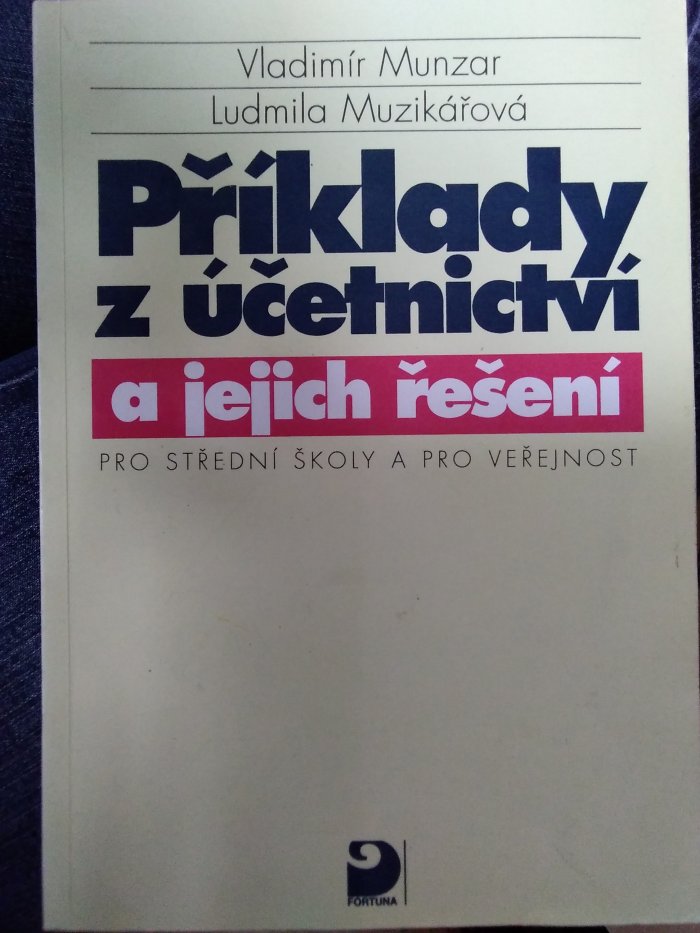 Vladimír Munzar
Ludmila Muzikářová
Příklady
z účetnictví
a jejich řešení
PRO STŘEDNÍ ŠKOLY A PRO VEŘEJNOST
FORTUNA